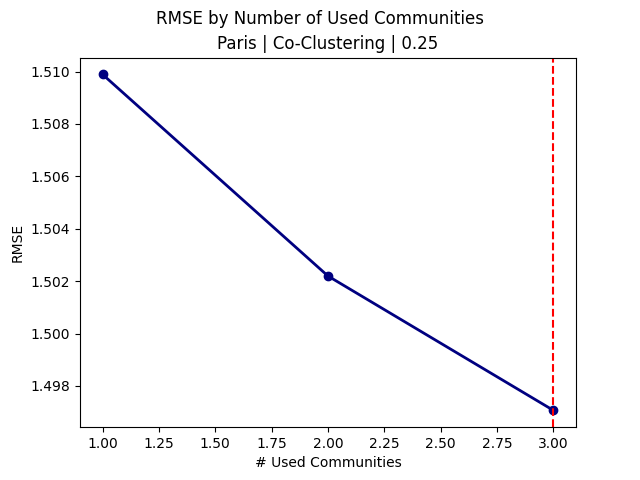 RMSE by Number of Used Communities
Paris | Co-Clustering | 0.25
1.510
1.508
1.506
1.504
1.502
1.500
1.498
RMSE
1.00 1.25 1.50 1.75 2.00 2.25 2.50 2.75 3.00
# Used Communities